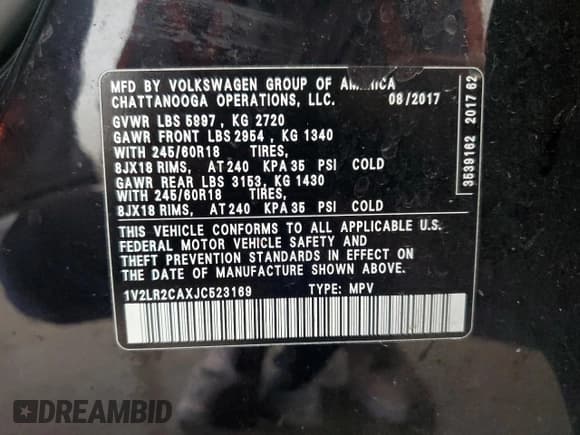 MFD BY VOLKSWAGEN GROUP OF AMERICA
CHATTANOOGA OPERATIONS, LLC. 08/2017
GVWR LBS 5997 , KG 2720
GAWR FRONT LBS 2954 , KG 1340
WITH 245/60R18 TIRES,
8JX18 RIMS, AT 240 KPA 35 PSI COLD
GAWR REAR LBS 3153, KG 1430
WITH 245/60R18 TIRES,
8JX18 RIMS, AT 240 KPA 35 PSI COLD
THIS VEHICLE CONFORMS TO ALL APPLICABLE U.S.
FEDERAL MOTOR VEHICLE SAFETY AND
THEFT PREVENTION STANDARDS IN EFFECT ON
THE DATE OF MANUFACTURE SHOWN ABOVE.
1V2LR2CAXJC523169 TYPE: MPV
3539162 2017 62
DREAMBID